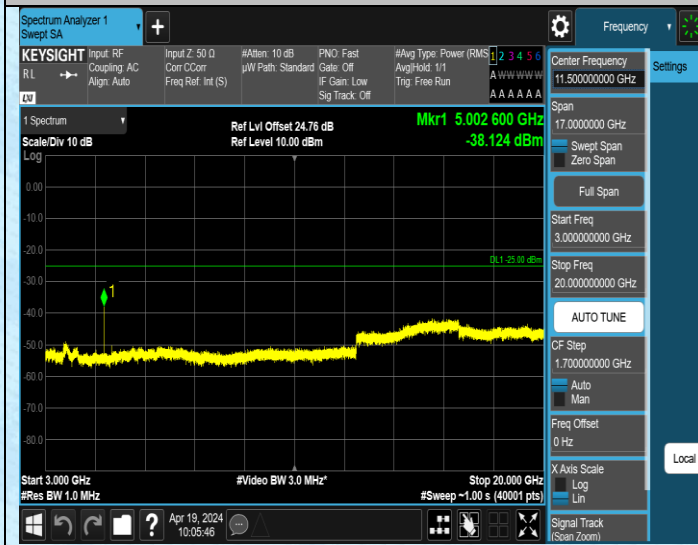 Spectrum Analyzer 1
Swept SA
+
Frequency
KEYSIGHT
RL
LXI
Input: RF
Coupling: AC
Align: Auto
Input Z: 50 Ω
Corr CCorr
Freq Ref: Int (S)
#Atten: 10 dB
µW Path: Standard
PNO: Fast
Gate: Off
IF Gain: Low
Sig Track: Off
#Avg Type: Power (RMS
Avg|Hold: 1/1
Trig: Free Run
1 2 3 4 5 6
A W W W W W
A A A A A A
1 Spectrum
Scale/Div 10 dB
Log
Ref Lvl Offset 24.76 dB
Ref Level 10.00 dBm
Mkr1 5.002 600 GHz
-38.124 dBm
0.00
-10.0
-20.0
-30.0
-40.0
-50.0
-60.0
-70.0
-80.0
DL1 -25.00 dBm
1
Start 3.000 GHz
#Res BW 1.0 MHz
#Video BW 3.0 MHz*
Stop 20.000 GHz
#Sweep ~1.00 s (40001 pts)
?
Apr 19, 2024
10:05:46
Center Frequency
11.500000000 GHz
Span
17.0000000 GHz
Swept Span
Zero Span
Full Span
Start Freq
3.000000000 GHz
Stop Freq
20.000000000 GHz
AUTO TUNE
CF Step
1.700000000 GHz
Auto
Man
Freq Offset
0 Hz
X Axis Scale
Log
Lin
Signal Track
(Span Zoom)
Settings
Local